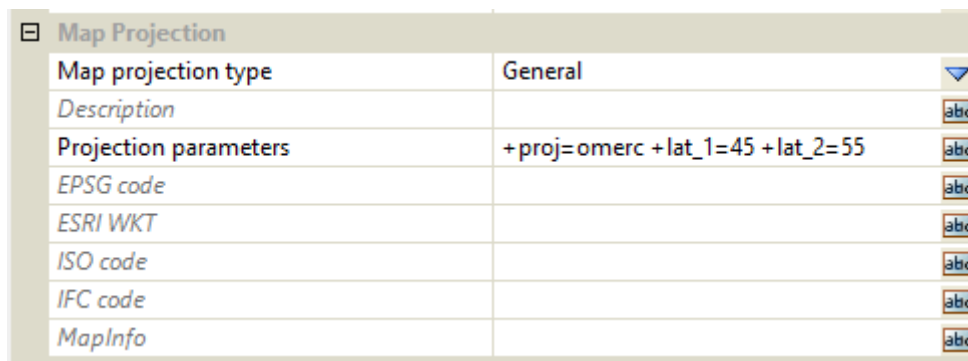 Map Projection
Map projection type General
Description
Projection parameters +proj=omerc +lat_1=45 +lat_2=55
EPSG code
ESRI WKT
ISO code
IFC code
MapInfo